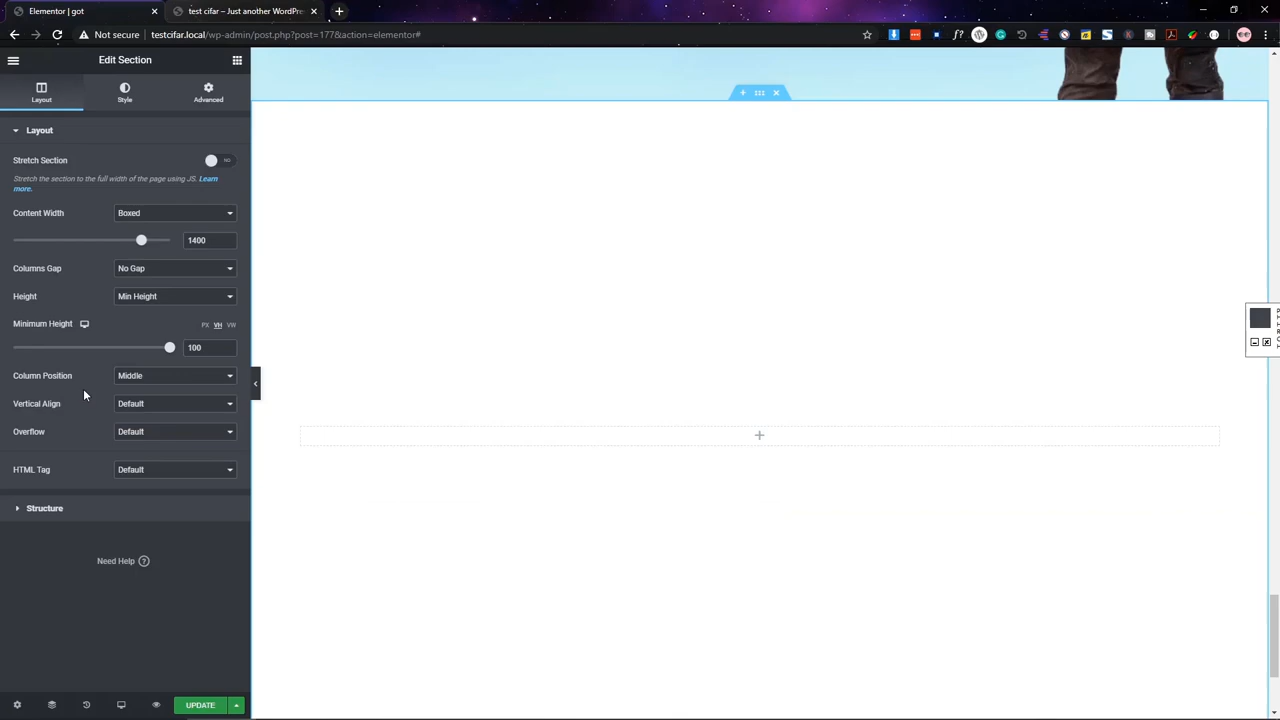 Elementor | got
test cifar – Just another WordPres
Not secure
testcifar.local/wp-admin/post.php?post=177&action=elementor#
Edit Section
Layout
Style
Advanced
Layout
Stretch Section
NO
Stretch the section to the full width of the page using JS. Learn
more.
Content Width
Boxed
1400
Columns Gap
No Gap
Height
Min Height
Minimum Height
PX
VH
VW
100
Column Position
Middle
Vertical Align
Default
Overflow
Default
HTML Tag
Default
Structure
Need Help
UPDATE